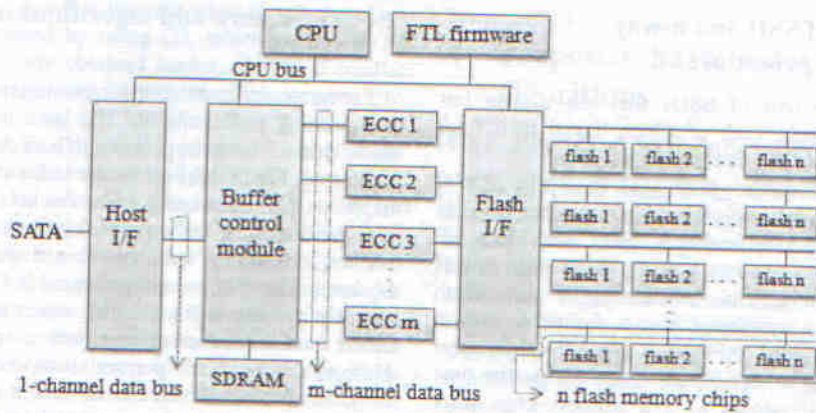 CPU
FTL firmware
CPU bus
SATA
Host I/F
Buffer control module
ECC 1
ECC 2
ECC 3
ECC m
Flash I/F
flash 1 flash 2 flash n
flash 1 flash 2 flash n
flash 1 flash 2 flash n
flash 1 flash 2 flash n
SDRAM
1-channel data bus
m-channel data bus
n flash memory chips